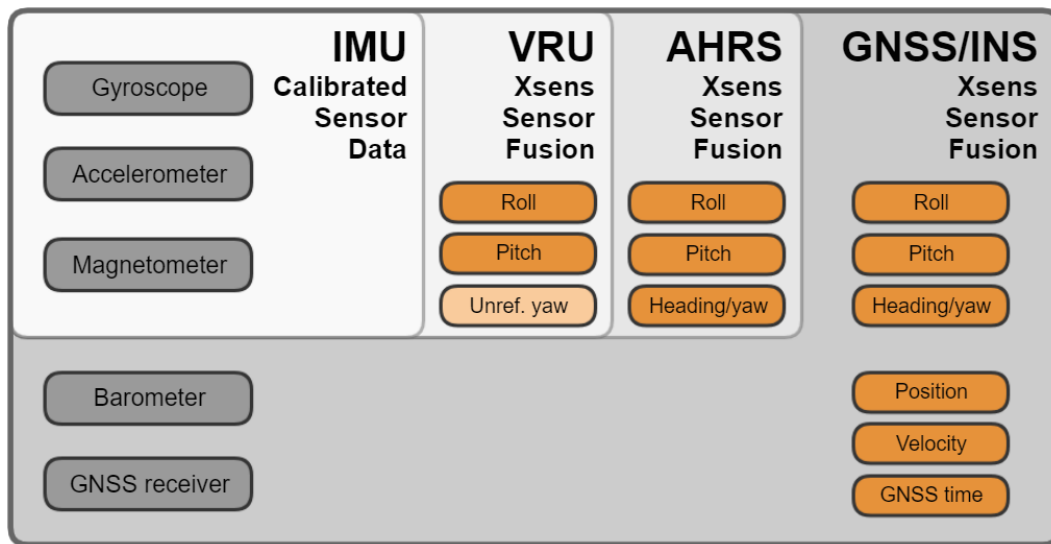 IMU
Calibrated
Sensor
Data
Gyroscope
Accelerometer
Magnetometer
VRU
Xsens
Sensor
Fusion
Roll
Pitch
Unref. yaw
AHRS
Xsens
Sensor
Fusion
Roll
Pitch
Heading/yaw
GNSS/INS
Xsens
Sensor
Fusion
Roll
Pitch
Heading/yaw
Barometer
GNSS receiver
Position
Velocity
GNSS time